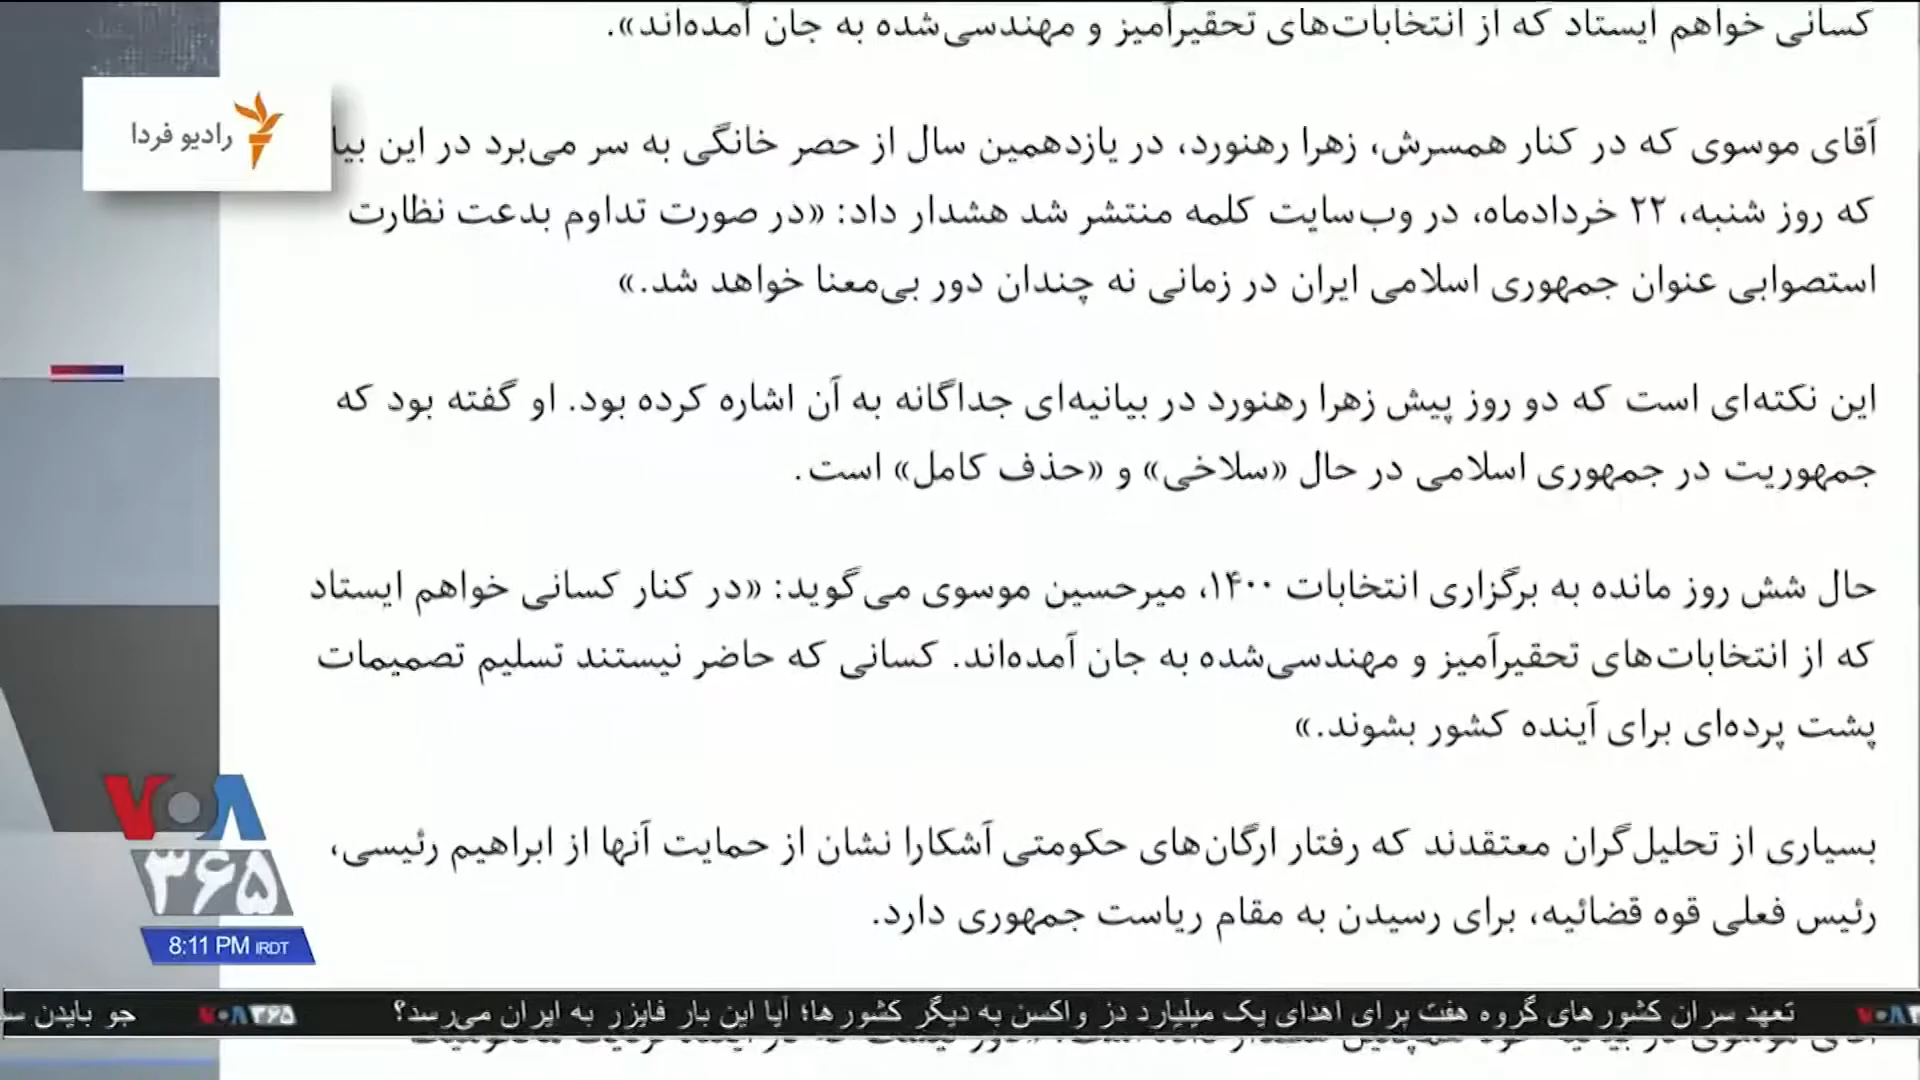 کسانی خواهم ایستاد که از انتخابات‌های تحقیرآمیز و مهندسی‌شده به جان آمده‌اند».
رادیو فردا
آقای موسوی که در کنار همسرش، زهرا رهنورد، در یازدهمین سال از حصر خانگی به سر می‌برد در این بیا
که روز شنبه، ۲۲ خردادماه، در وب‌سایت کلمه منتشر شد هشدار داد: «در صورت تداوم بدعت نظارت
استصوابی عنوان جمهوری اسلامی ایران در زمانی نه چندان دور بی‌معنا خواهد شد.»
این نکته‌ای است که دو روز پیش زهرا رهنورد در بیانیه‌ای جداگانه به آن اشاره کرده بود. او گفته بود که
جمهوریت در جمهوری اسلامی در حال «سلاخی» و «حذف کامل» است.
حال شش روز مانده به برگزاری انتخابات ۱۴۰۰، میرحسین موسوی می‌گوید: «در کنار کسانی خواهم ایستاد
که از انتخابات‌های تحقیرآمیز و مهندسی‌شده به جان آمده‌اند. کسانی که حاضر نیستند تسلیم تصمیمات
پشت پرده‌ای برای آینده کشور بشوند.»
بسیاری از تحلیل‌گران معتقدند که رفتار ارگان‌های حکومتی آشکارا نشان از حمایت آنها از ابراهیم رئیسی،
رئیس فعلی قوه قضائیه، برای رسیدن به مقام ریاست جمهوری دارد.
VOA
۳۶۵
8:11 PM IRDT
تعهد سران کشورهای گروه هفت برای اهدای یک میلیارد دز واکسن به دیگر کشورها؛ آیا این بار فایزر به ایران می‌رسد؟ VOA۳۶۵ جو بایدن